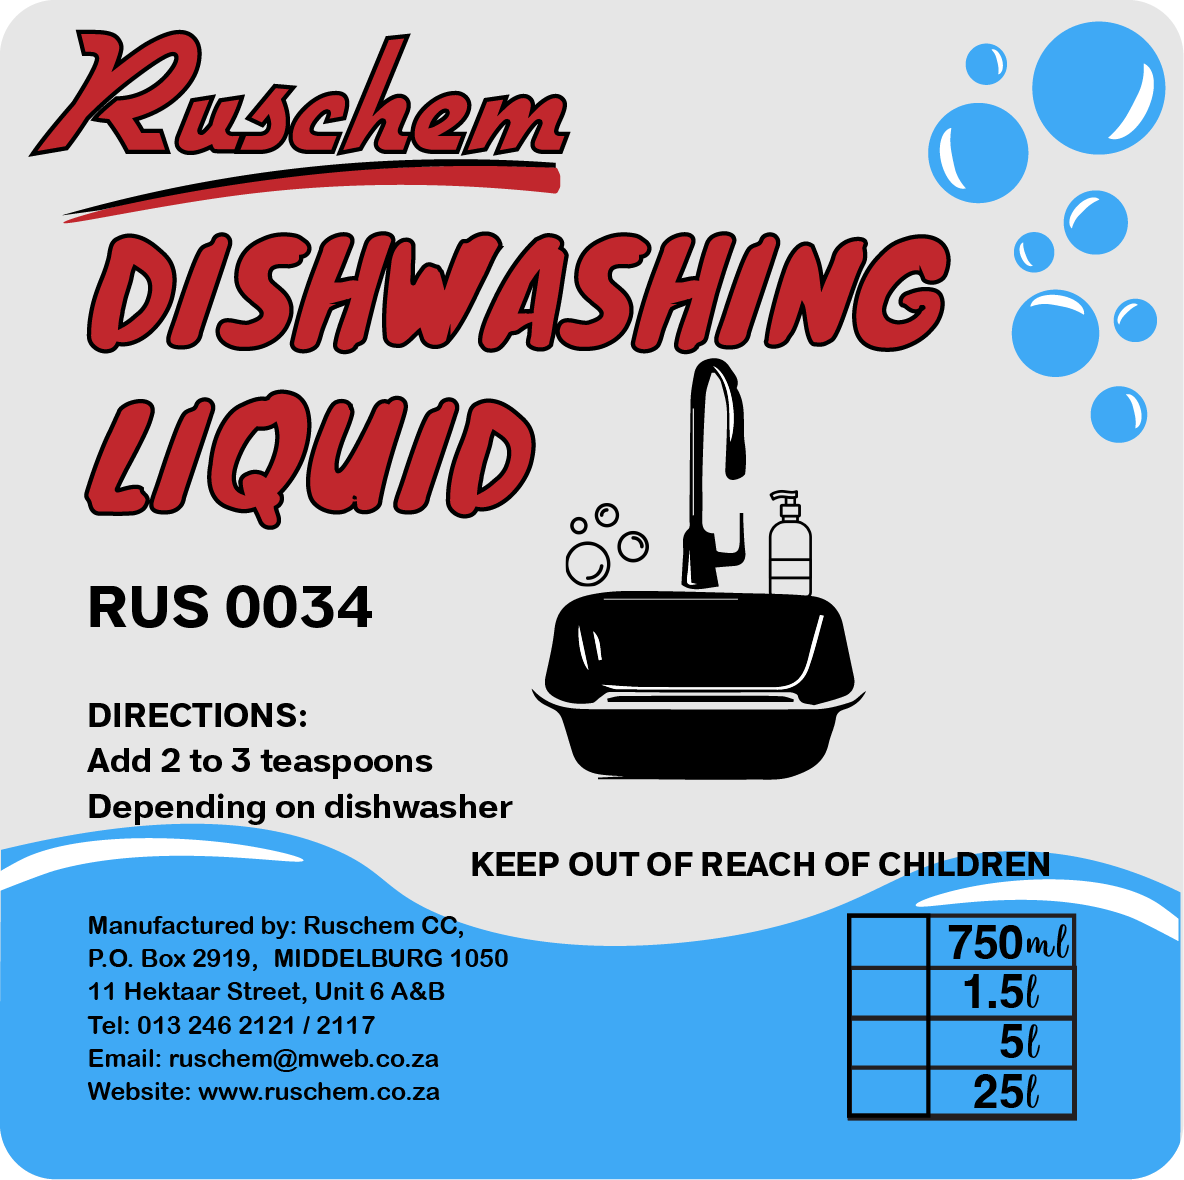 Ruschem
DISHWASHING
LIQUID
RUS 0034
DIRECTIONS:
Add 2 to 3 teaspoons
Depending on dishwasher
KEEP OUT OF REACH OF CHILDREN
Manufactured by: Ruschem CC,
P.O. Box 2919, MIDDELBURG 1050
11 Hektaar Street, Unit 6 A&B
Tel: 013 246 2121 / 2117
Email: ruschem@mweb.co.za
Website: www.ruschem.co.za
750ml
1.5l
5l
25l